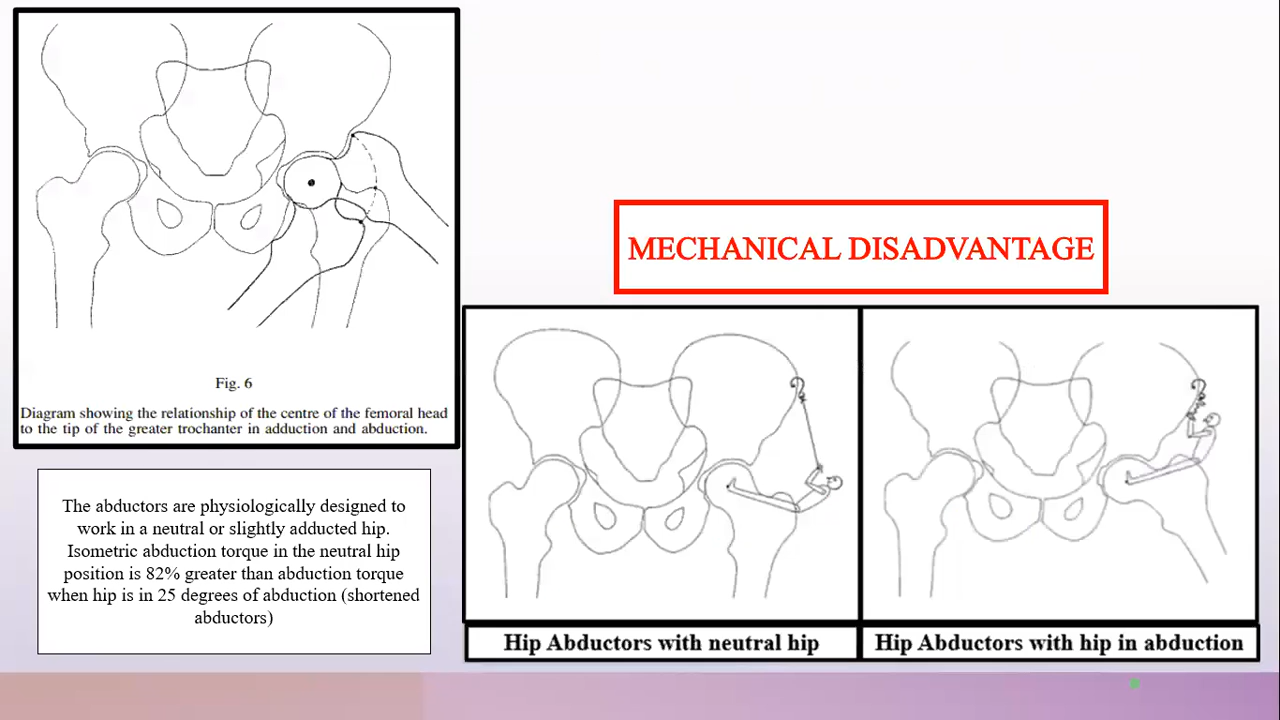 Fig. 6
Diagram showing the relationship of the centre of the femoral head
to the tip of the greater trochanter in adduction and abduction.
The abductors are physiologically designed to
work in a neutral or slightly adducted hip.
Isometric abduction torque in the neutral hip
position is 82% greater than abduction torque
when hip is in 25 degrees of abduction (shortened
abductors)
MECHANICAL DISADVANTAGE
Hip Abductors with neutral hip
Hip Abductors with hip in abduction